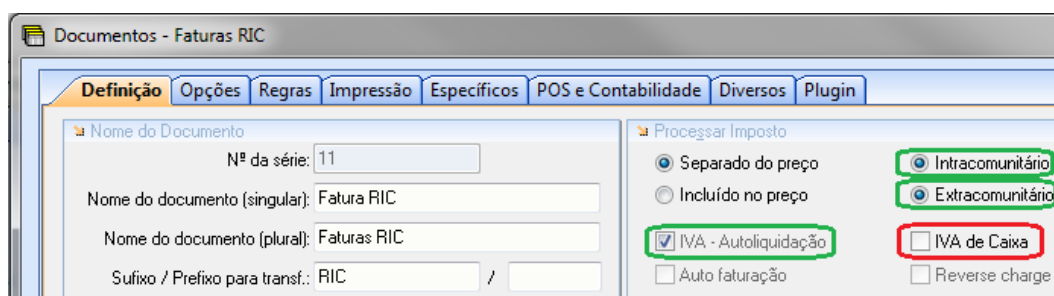 Documentos - Faturas RIC
Definição Opções Regras Impressão Específicos POS e Contabilidade Diversos Plugin
Nome do Documento
Nª da série: 11
Nome do documento (singular): Fatura RIC
Nome do documento (plural): Faturas RIC
Sufixo / Prefixo para transf.: RIC /
Processar Imposto
Separado do preço Intracomunitário
Incluído no preço Extracomunitário
IVA - Autoliquidação IVA de Caixa
Auto faturação Reverse charge